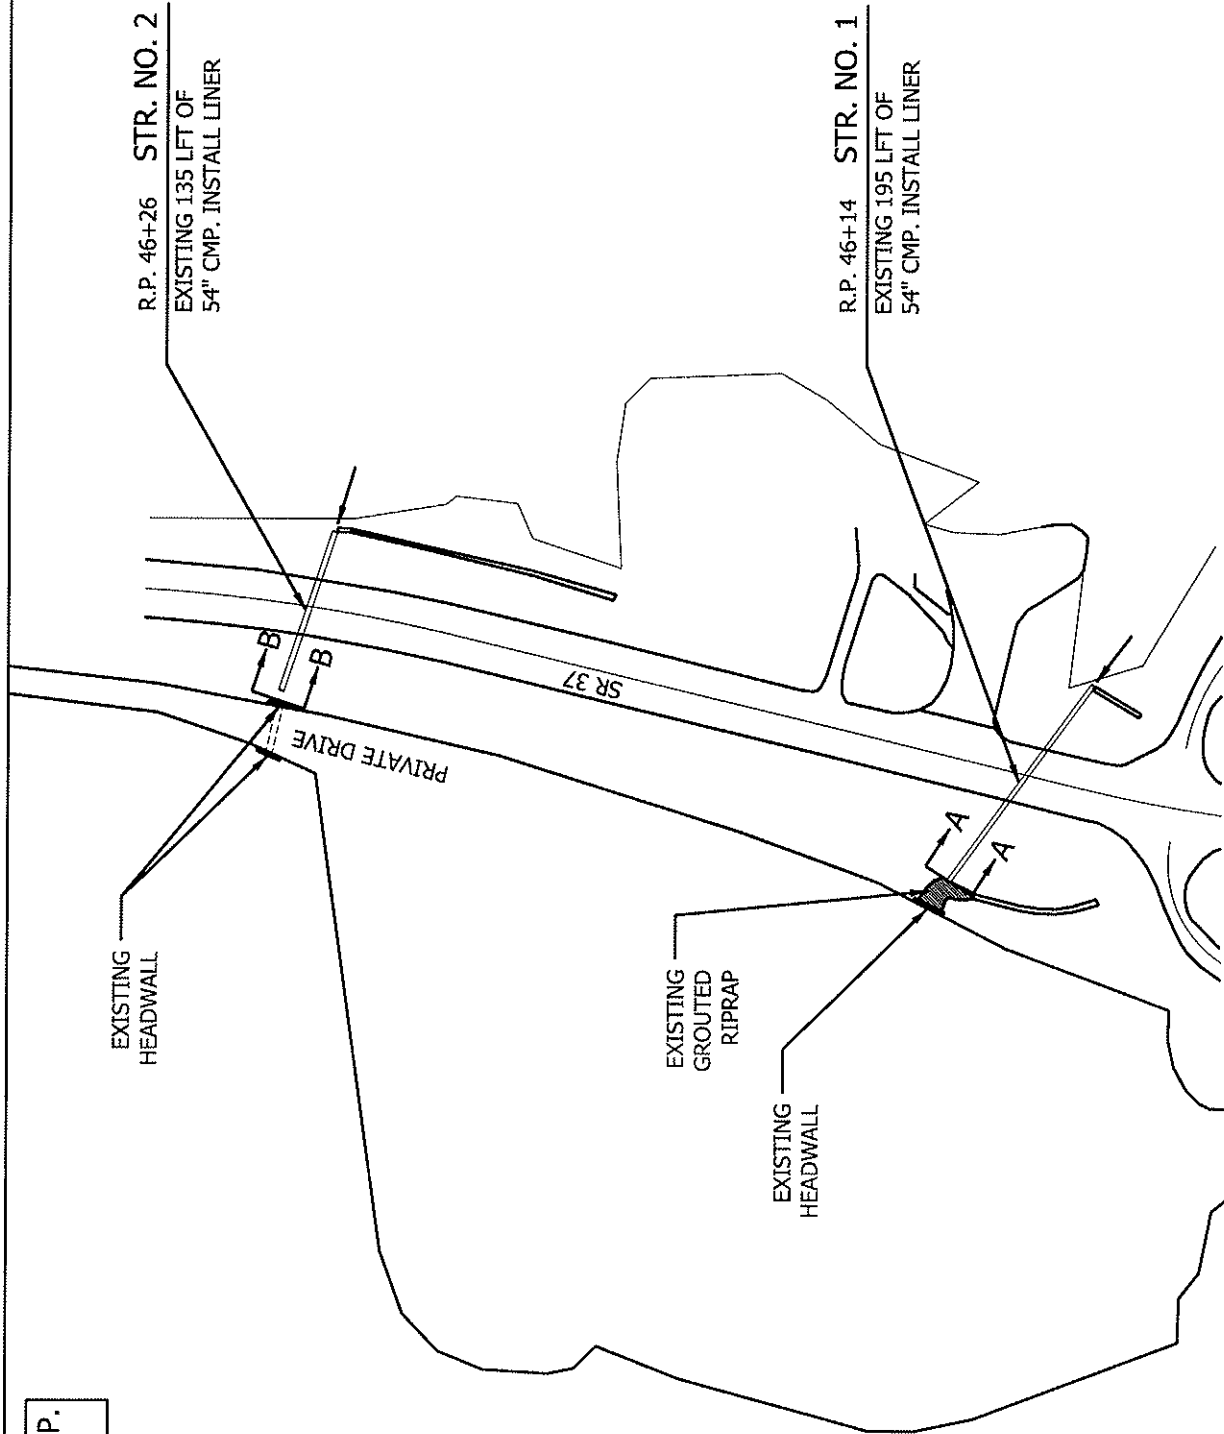 R.P. 46+26 STR. NO. 2
EXISTING 135 LFT OF
54" CMP. INSTALL LINER
R.P. 46+14 STR. NO. 1
EXISTING 195 LFT OF
54" CMP. INSTALL LINER
B
B
SR 37
PRIVATE DRIVE
A
A
EXISTING
HEADWALL
EXISTING
GROUTED
RIPRAP
EXISTING
HEADWALL
P.